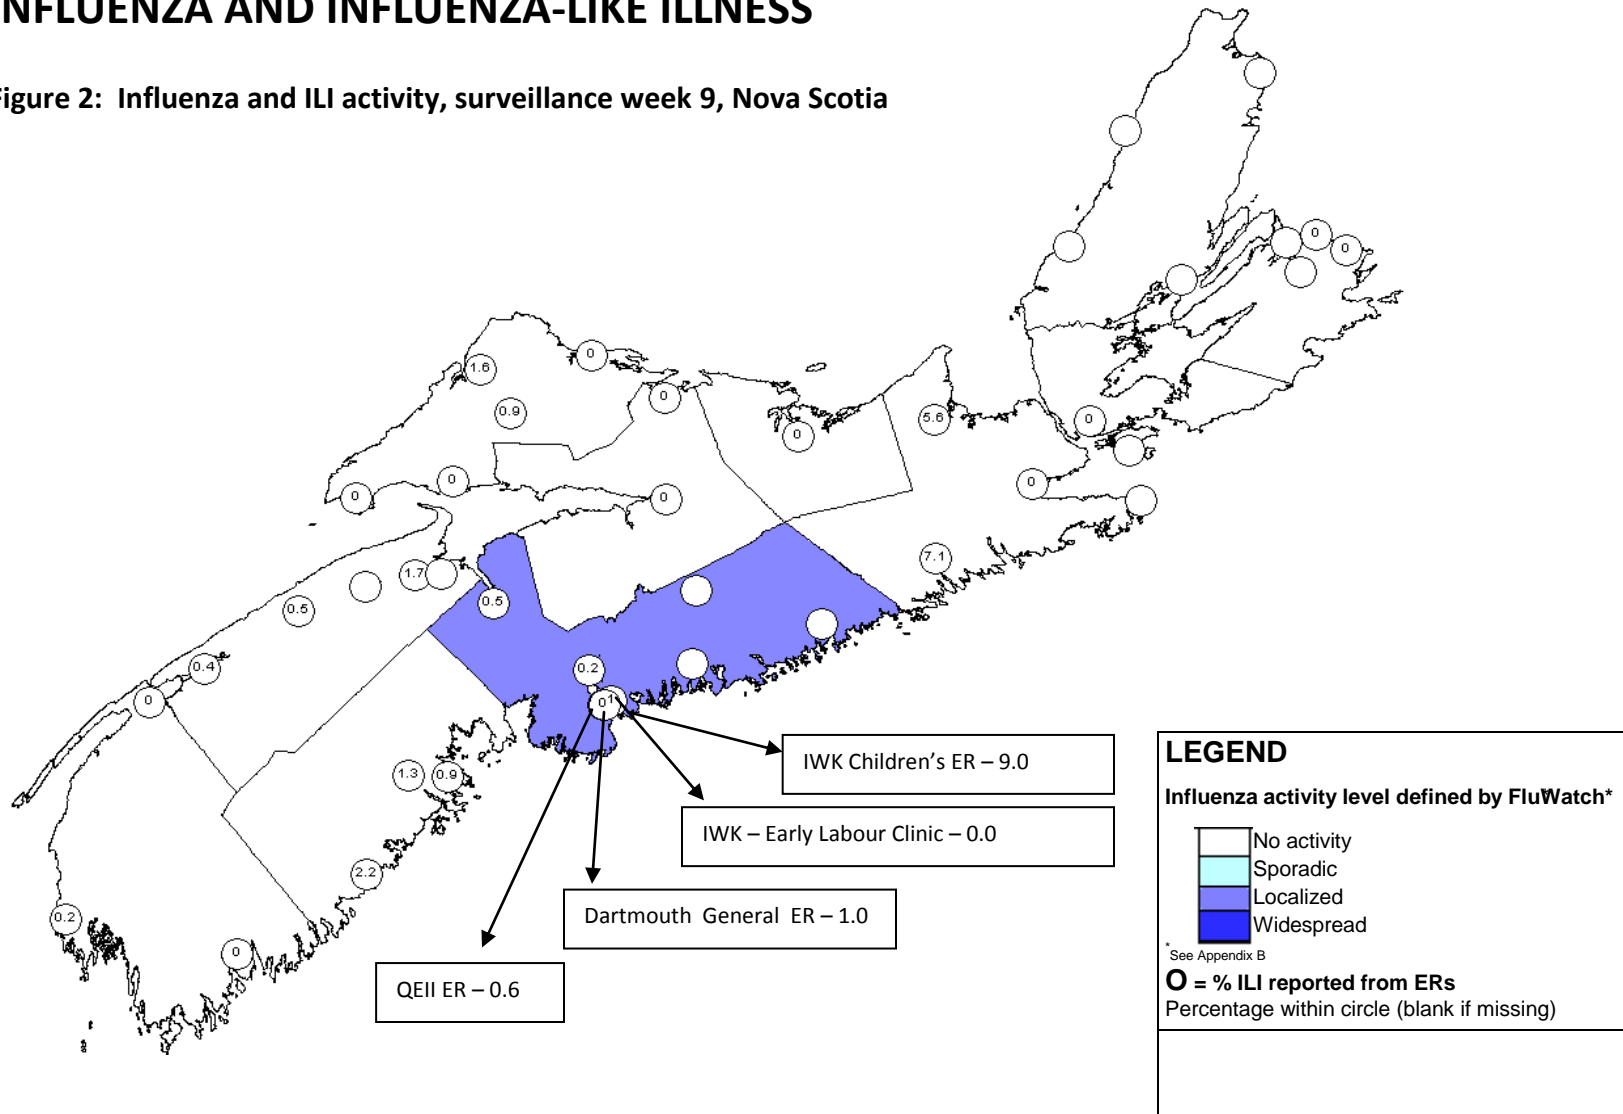 NFLUENZA AND INFLUENZA-LIKE ILLNESS
Figure 2: Influenza and ILI activity, surveillance week 9, Nova Scotia
0
0
0
1.6
0
0.9
0
5.6
0
0
0
0
0
0
7.1
1.7
0.5
0.5
0.4
0.2
0
0
1
1.3
0.9
2.2
0.2
0
IWK Children’s ER – 9.0
IWK – Early Labour Clinic – 0.0
Dartmouth General ER – 1.0
QEII ER – 0.6
LEGEND
Influenza activity level defined by FluWatch*
No activity
Sporadic
Localized
Widespread
*
See Appendix B
O = % ILI reported from ERs
Percentage within circle (blank if missing)